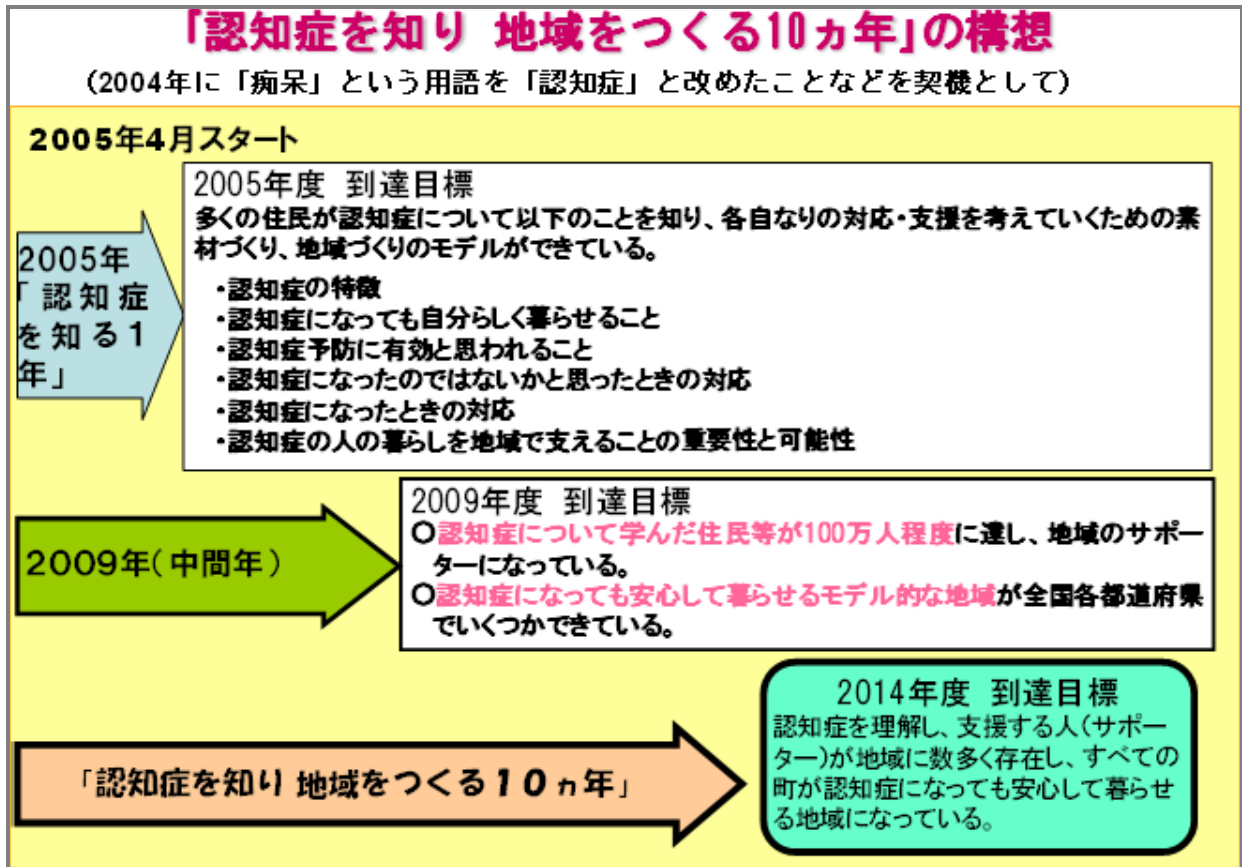 「認知症を知り 地域をつくる10ヵ年」の構想
（2004年に「痴呆」という用語を「認知症」と改めたことなどを契機として）
2005年4月スタート
2005年
「認知症
を知る1
年」
2005年度 到達目標
多くの住民が認知症について以下のことを知り、各自なりの対応・支援を考えていくための素
材づくり、地域づくりのモデルができている。
・認知症の特徴
・認知症になっても自分らしく暮らせること
・認知症予防に有効と思われること
・認知症になったのではないかと思ったときの対応
・認知症になったときの対応
・認知症の人の暮らしを地域で支えることの重要性と可能性
2009年（中間年）
2009年度 到達目標
○認知症について学んだ住民等が100万人程度に達し、地域のサポー
ターになっている。
○認知症になっても安心して暮らせるモデル的な地域が全国各都道府県
でいくつかできている。
「認知症を知り 地域をつくる10ヵ年」
2014年度 到達目標
認知症を理解し、支援する人（サポー
ター）が地域に数多く存在し、すべての
町が認知症になっても安心して暮らせ
る地域になっている。